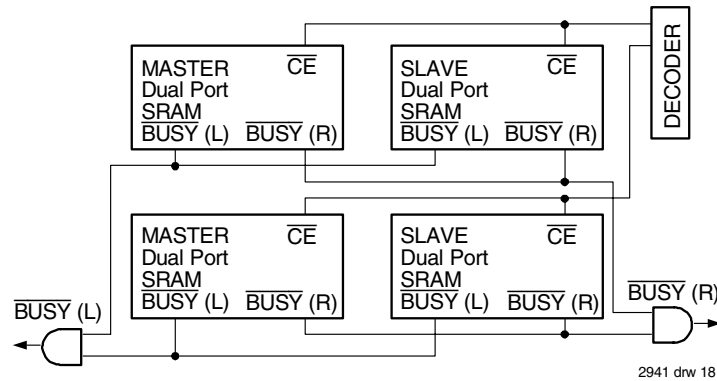 MASTER
Dual Port
SRAM
CE
BUSY (L) BUSY (R)
SLAVE
Dual Port
SRAM
CE
BUSY (L) BUSY (R)
DECODER
MASTER
Dual Port
SRAM
CE
BUSY (L) BUSY (R)
SLAVE
Dual Port
SRAM
CE
BUSY (L) BUSY (R)
BUSY (L)
BUSY (R)
2941 drw 18